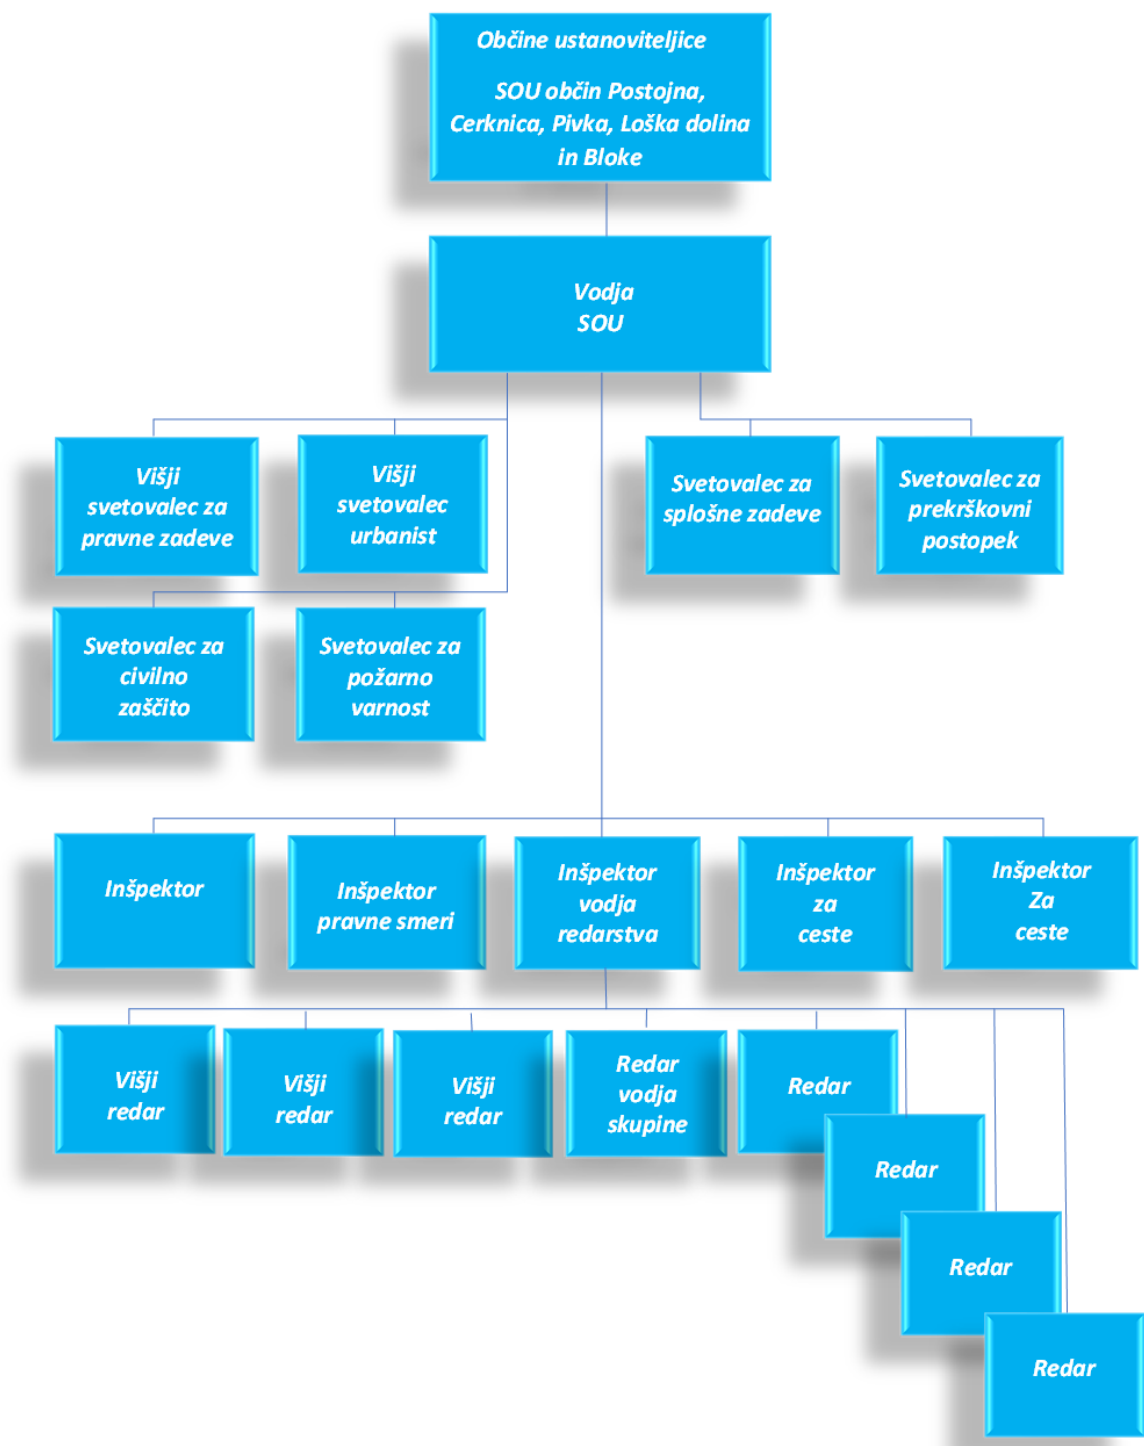 Občine ustanoviteljice
SOU občin Postojna,
Cerknica, Pivka, Loška dolina
in Bloke
Vodja
SOU
Višji
svetovalec za
pravne zadeve
Višji
svetovalec
urbanist
Svetovalec za
splošne zadeve
Svetovalec za
prekrškovni
postopek
Svetovalec za
civilno
zaščito
Svetovalec za
požarno
varnost
Inšpektor
Inšpektor
pravne smeri
Inšpektor
vodja
redarstva
Inšpektor
za
ceste
Inšpektor
Za
ceste
Višji
redar
Višji
redar
Višji
redar
Redar
vodja
skupine
Redar
Redar
Redar
Redar